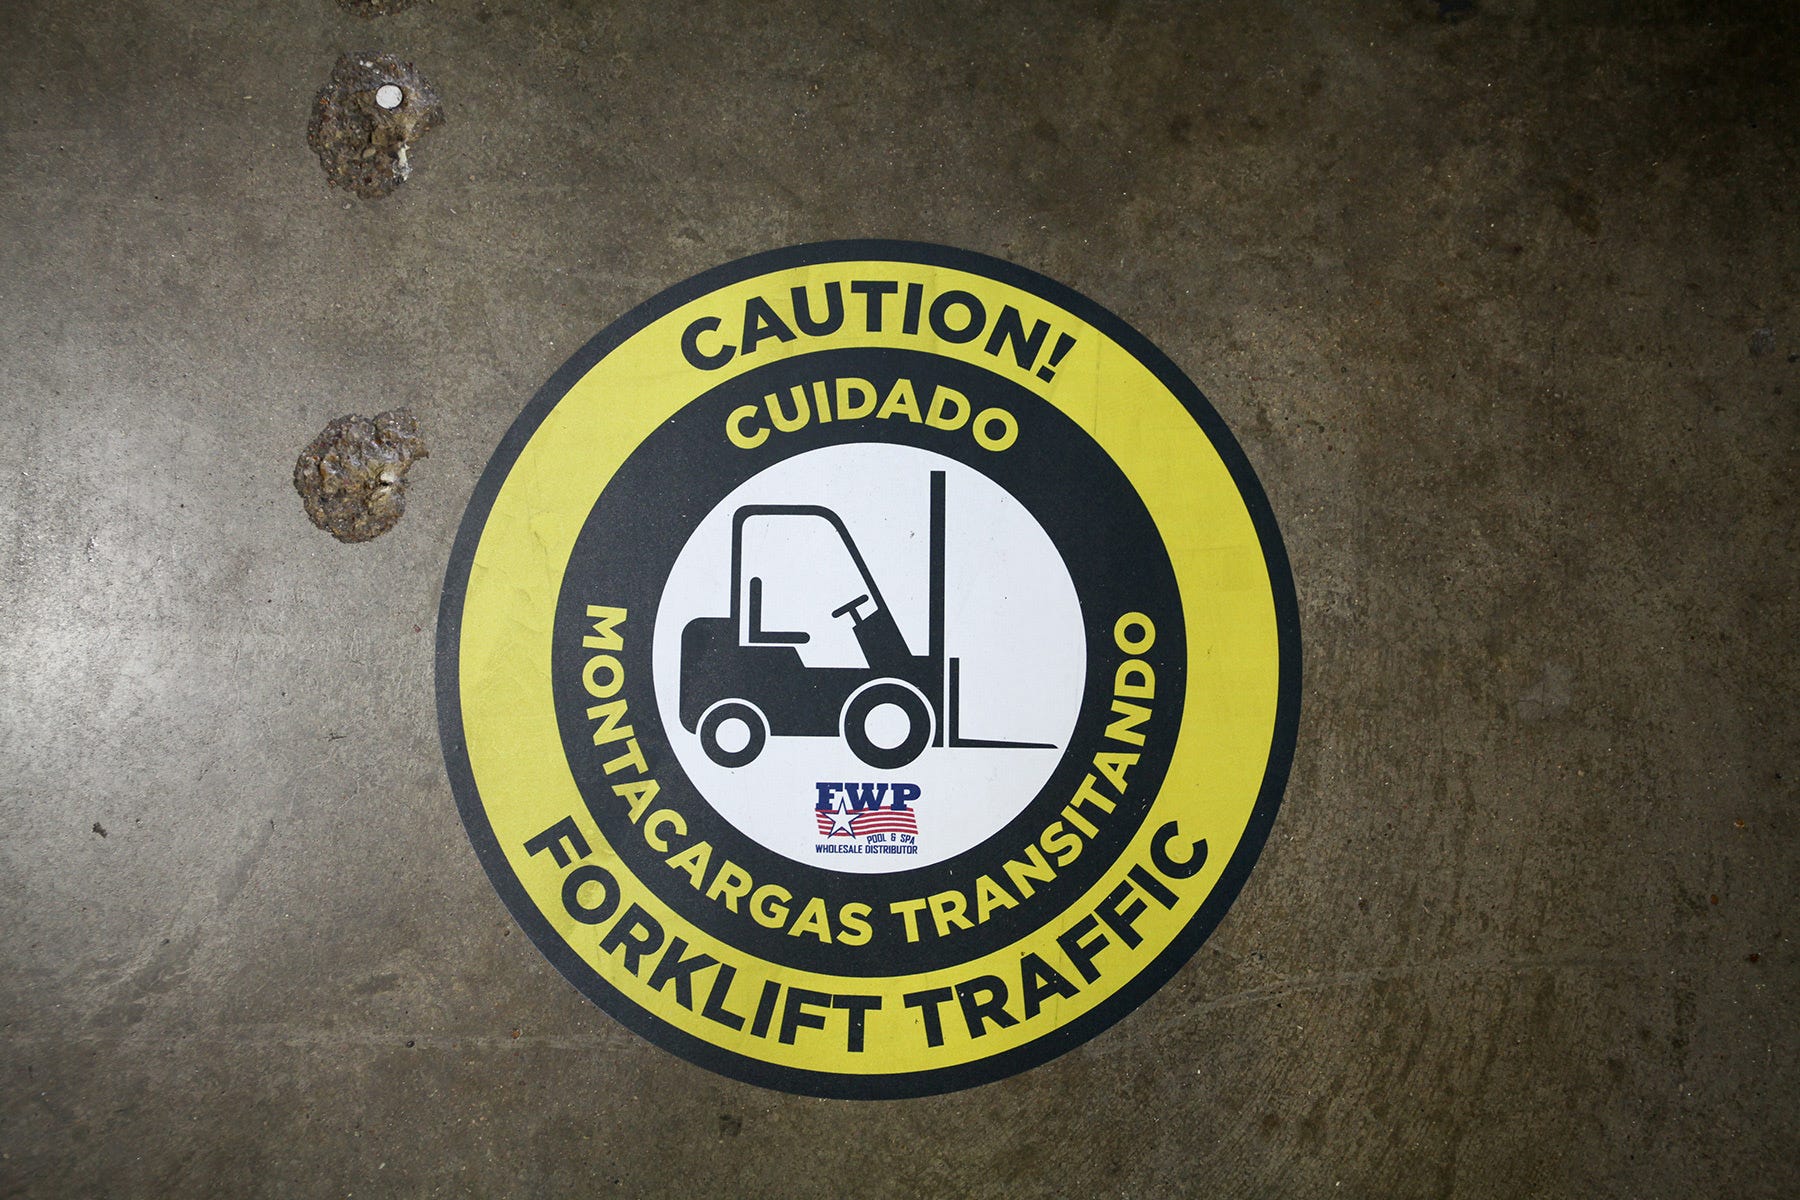 CAUTION!
CUIDADO
FWP
POOL & SPA
WHOLESALE DISTRIBUTOR
MONTACARGAS TRANSITANDO
FORKLIFT TRAFFIC